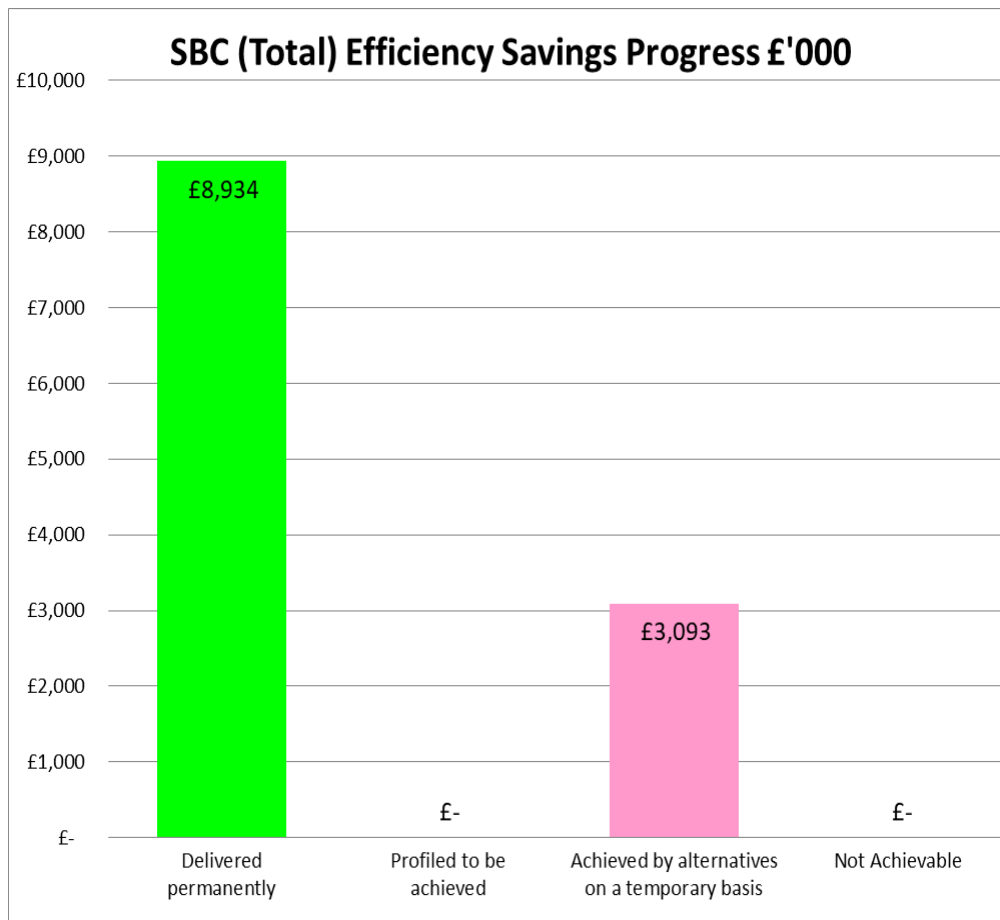 SBC (Total) Efficiency Savings Progress £'000
£10,000
£9,000
£8,000
£7,000
£6,000
£5,000
£4,000
£3,000
£2,000
£1,000
£-
£8,934
£-
£3,093
£-
Delivered
permanently
Profiled to be
achieved
Achieved by alternatives
on a temporary basis
Not Achievable